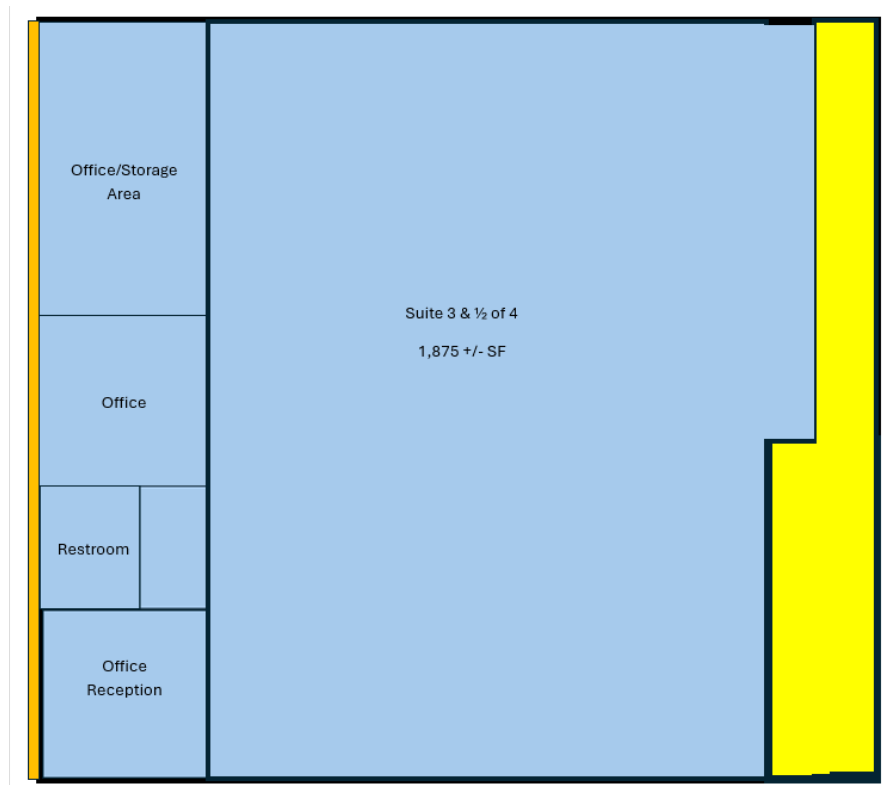 Office/Storage
Area
Suite 3 & ½ of 4
1,875 +/- SF
Office
Restroom
Office
Reception